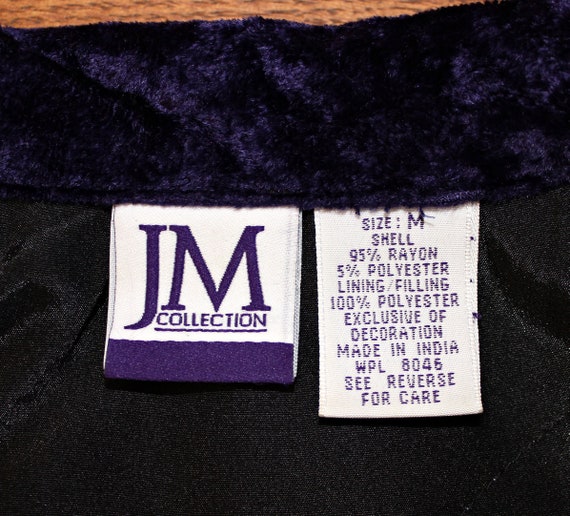 JM
COLLECTION
SIZE: M
SHELL
95% RAYON
5% POLYESTER
LINING/FILLING
100% POLYESTER
EXCLUSIVE OF
DECORATION
MADE IN INDIA
WPL 8046
SEE REVERSE
FOR CARE